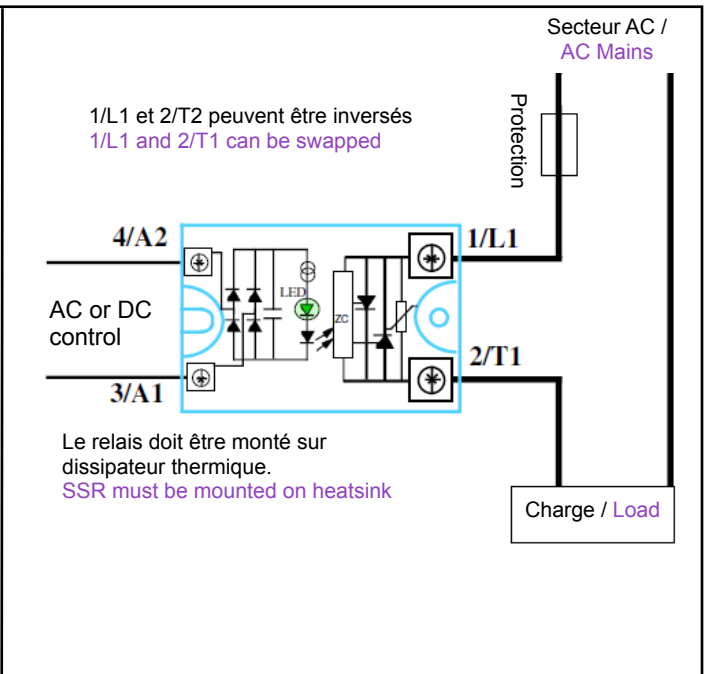 Secteur AC /
AC Mains
Protection
1/L1 et 2/T2 peuvent être inversés
1/L1 and 2/T1 can be swapped
4/A2
1/L1
LED
ZC
AC or DC
control
2/T1
3/A1
Le relais doit être monté sur
dissipateur thermique.
SSR must be mounted on heatsink
Charge / Load